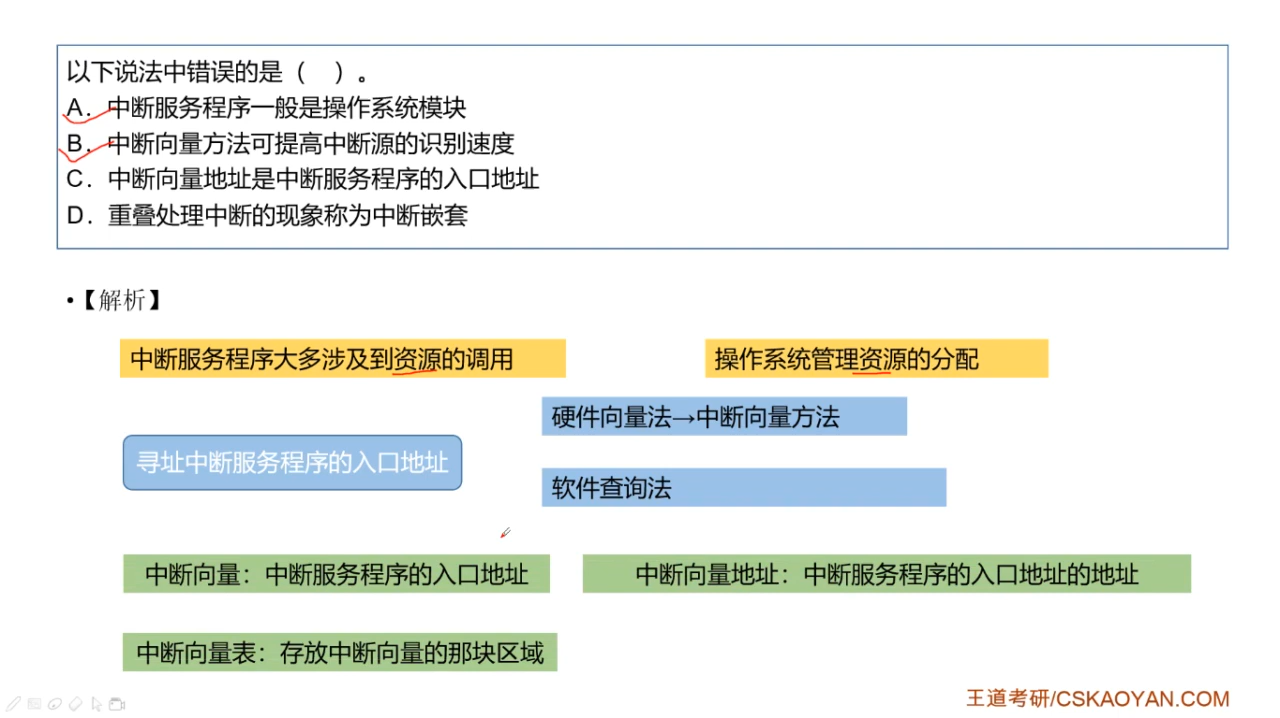 以下说法中错误的是（ ）。
A．中断服务程序一般是操作系统模块
B．中断向量方法可提高中断源的识别速度
C．中断向量地址是中断服务程序的入口地址
D．重叠处理中断的现象称为中断嵌套
•【解析】
中断服务程序大多涉及到资源的调用
操作系统管理资源的分配
硬件向量法→中断向量方法
寻址中断服务程序的入口地址
软件查询法
中断向量：中断服务程序的入口地址
中断向量地址：中断服务程序的入口地址的地址
中断向量表：存放中断向量的那块区域
王道考研/CSKAOYAN.COM